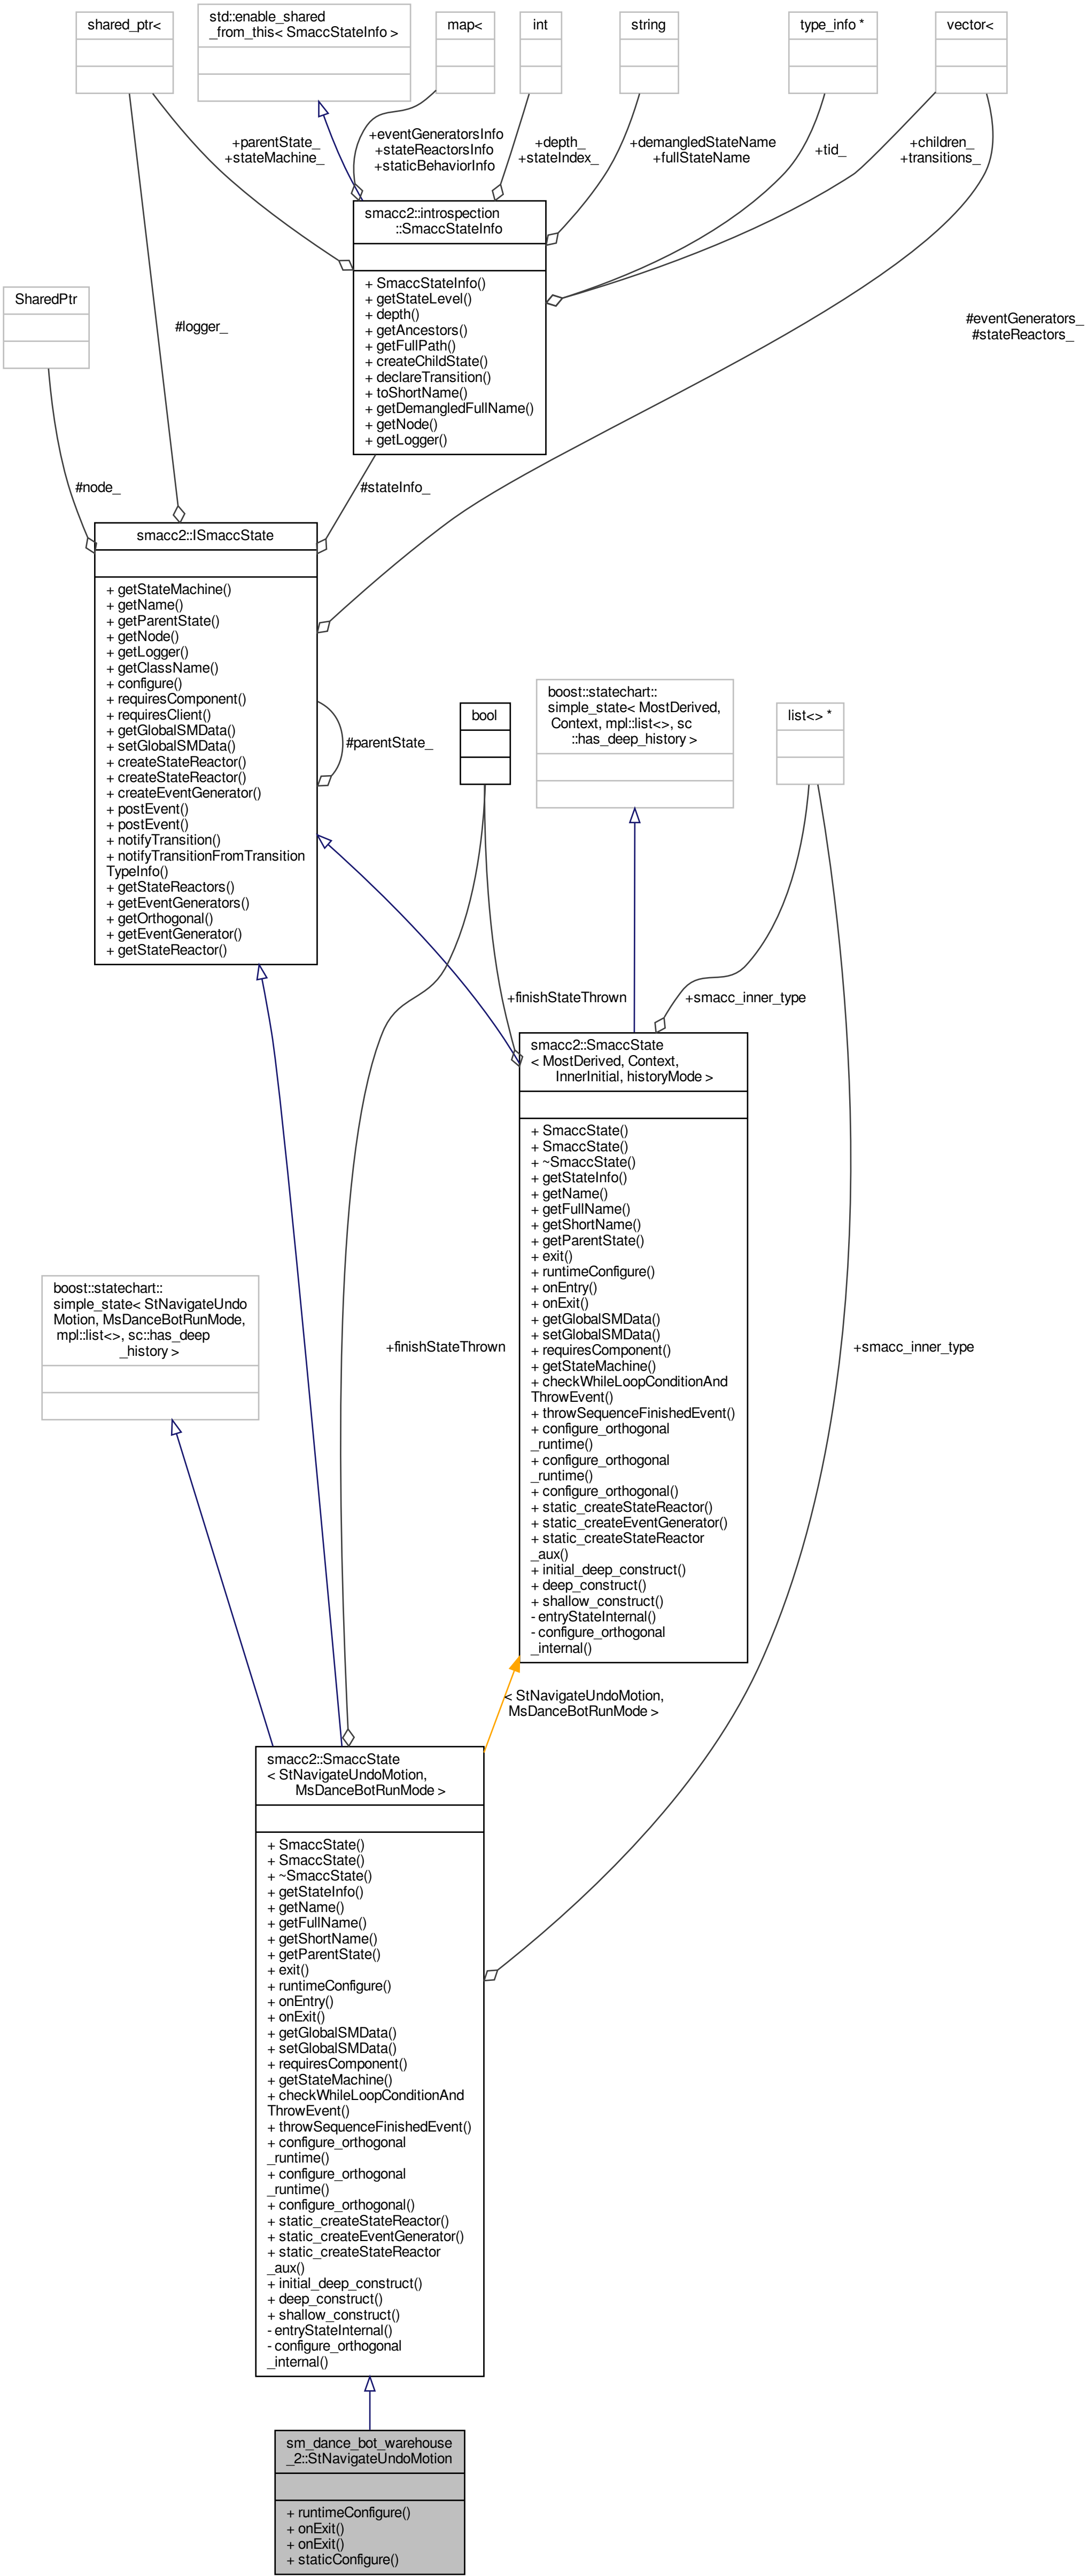 shared_ptr<
std::enable_shared
_from_this< SmaccStateInfo >
map<
int
string
type_info *
vector<
+parentState_
+stateMachine_
+eventGeneratorsInfo
+stateReactorsInfo
+staticBehaviorInfo
+depth_
+stateIndex_
+demangledStateName
+fullStateName
+tid_
+children_
+transitions_
smacc2::introspection
::SmaccStateInfo
+ SmaccStateInfo()
+ getStateLevel()
+ depth()
+ getAncestors()
+ getFullPath()
+ createChildState()
+ declareTransition()
+ toShortName()
+ getDemangledFullName()
+ getNode()
+ getLogger()
SharedPtr
#logger_
#eventGenerators_
#stateReactors_
#node_
#stateInfo_
smacc2::ISmaccState
+ getStateMachine()
+ getName()
+ getParentState()
+ getNode()
+ getLogger()
+ getClassName()
+ configure()
+ requiresComponent()
+ requiresClient()
+ getGlobalSMData()
+ setGlobalSMData()
+ createStateReactor()
+ createStateReactor()
+ createEventGenerator()
+ postEvent()
+ postEvent()
+ notifyTransition()
+ notifyTransitionFromTransition
TypeInfo()
+ getStateReactors()
+ getEventGenerators()
+ getOrthogonal()
+ getEventGenerator()
+ getStateReactor()
#parentState_
bool
boost::statechart::
simple_state< MostDerived,
Context, mpl::list<>, sc
::has_deep_history >
list<> *
+finishStateThrown
+smacc_inner_type
smacc2::SmaccState
< MostDerived, Context,
InnerInitial, historyMode >
+ SmaccState()
+ SmaccState()
+ ~SmaccState()
+ getStateInfo()
+ getName()
+ getFullName()
+ getShortName()
+ getParentState()
+ exit()
+ runtimeConfigure()
+ onEntry()
+ onExit()
+ getGlobalSMData()
+ setGlobalSMData()
+ requiresComponent()
+ getStateMachine()
+ checkWhileLoopConditionAnd
ThrowEvent()
+ throwSequenceFinishedEvent()
+ configure_orthogonal
_runtime()
+ configure_orthogonal
_runtime()
+ configure_orthogonal()
+ static_createStateReactor()
+ static_createEventGenerator()
+ static_createStateReactor
_aux()
+ initial_deep_construct()
+ deep_construct()
+ shallow_construct()
- entryStateInternal()
- configure_orthogonal
_internal()
boost::statechart::
simple_state< StNavigateUndo
Motion, MsDanceBotRunMode,
mpl::list<>, sc::has_deep
_history >
+finishStateThrown
+smacc_inner_type
< StNavigateUndoMotion,
MsDanceBotRunMode >
smacc2::SmaccState
< StNavigateUndoMotion,
MsDanceBotRunMode >
+ SmaccState()
+ SmaccState()
+ ~SmaccState()
+ getStateInfo()
+ getName()
+ getFullName()
+ getShortName()
+ getParentState()
+ exit()
+ runtimeConfigure()
+ onEntry()
+ onExit()
+ getGlobalSMData()
+ setGlobalSMData()
+ requiresComponent()
+ getStateMachine()
+ checkWhileLoopConditionAnd
ThrowEvent()
+ throwSequenceFinishedEvent()
+ configure_orthogonal
_runtime()
+ configure_orthogonal
_runtime()
+ configure_orthogonal()
+ static_createStateReactor()
+ static_createEventGenerator()
+ static_createStateReactor
_aux()
+ initial_deep_construct()
+ deep_construct()
+ shallow_construct()
- entryStateInternal()
- configure_orthogonal
_internal()
sm_dance_bot_warehouse
_2::StNavigateUndoMotion
+ runtimeConfigure()
+ onExit()
+ onExit()
+ staticConfigure()